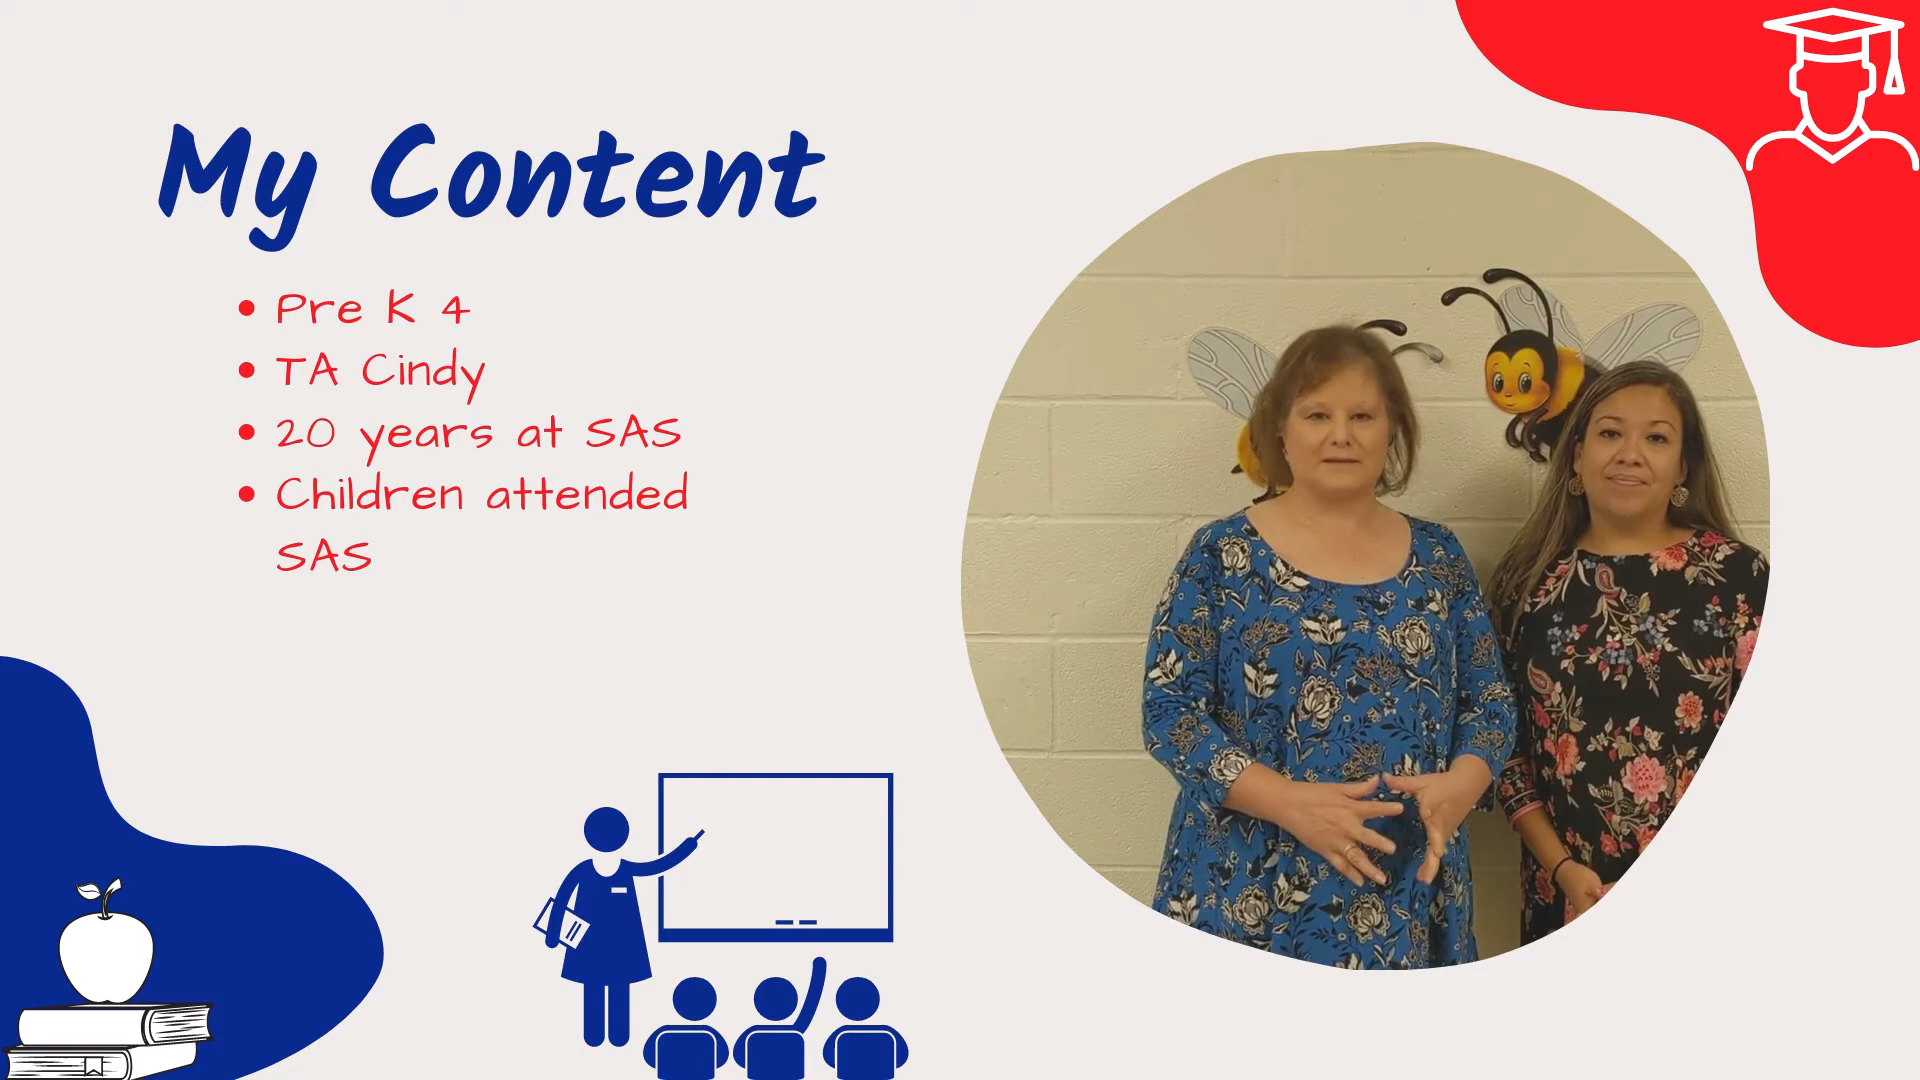 My Content
Pre K 4
TA Cindy
20 years at SAS
Children attended
SAS